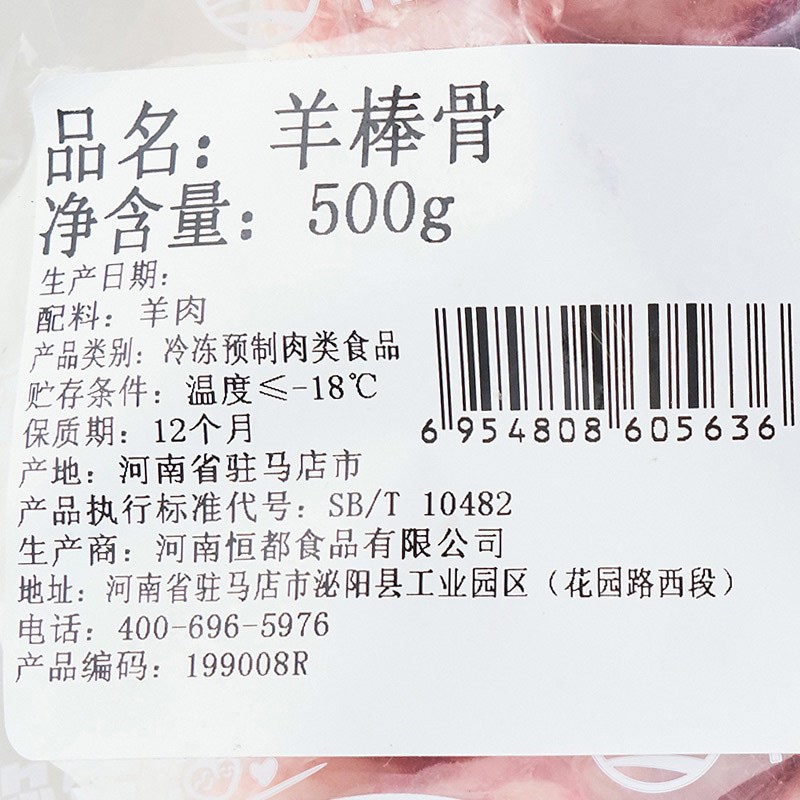 品名：羊棒骨
净含量：500g
生产日期：
配料：羊肉
产品类别：冷冻预制肉类食品
贮存条件：温度≤-18℃
保质期：12个月
产地：河南省驻马店市
产品执行标准代号：SB/T 10482
生产商：河南恒都食品有限公司
地址：河南省驻马店市泌阳县工业园区（花园路西段）
电话：400-696-5976
产品编码：199008R
6 954808 605636